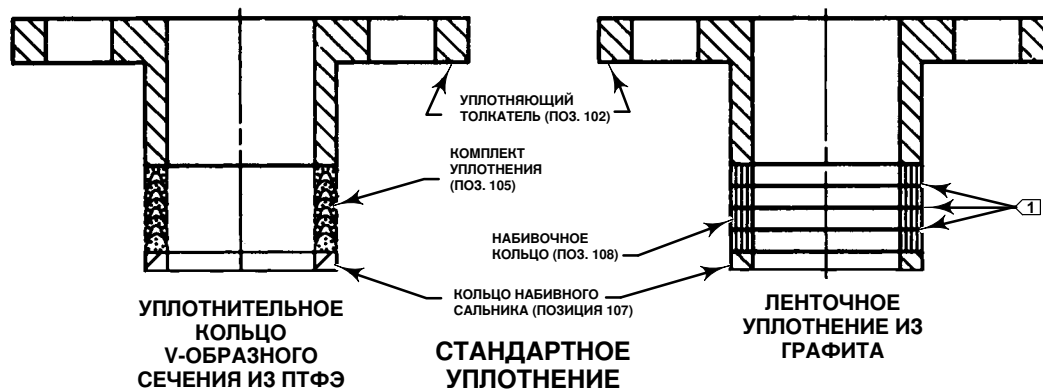 УПЛОТНЯЮЩИЙ
ТОЛКАТЕЛЬ (ПОЗ. 102)
КОМПЛЕКТ
УПЛОТНЕНИЯ
(ПОЗ. 105)
1
НАБИВОЧНОЕ
КОЛЬЦО (ПОЗ. 108)
КОЛЬЦО НАБИВНОГО
САЛЬНИКА (ПОЗИЦИЯ 107)
УПЛОТНИТЕЛЬНОЕ
КОЛЬЦО
V-ОБРАЗНОГО
СЕЧЕНИЯ ИЗ ПТФЭ
СТАНДАРТНОЕ
УПЛОТНЕНИЕ
ЛЕНТОЧНОЕ
УПЛОТНЕНИЕ ИЗ
ГРАФИТА